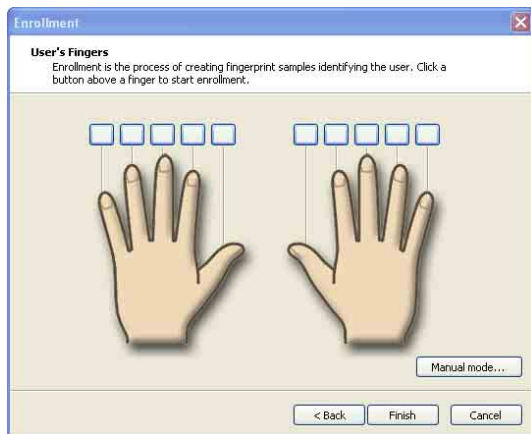 Enrollment
User's Fingers
Enrollment is the process of creating fingerprint samples identifying the user. Click a
button above a finger to start enrollment.
Manual mode...
< Back
Finish
Cancel